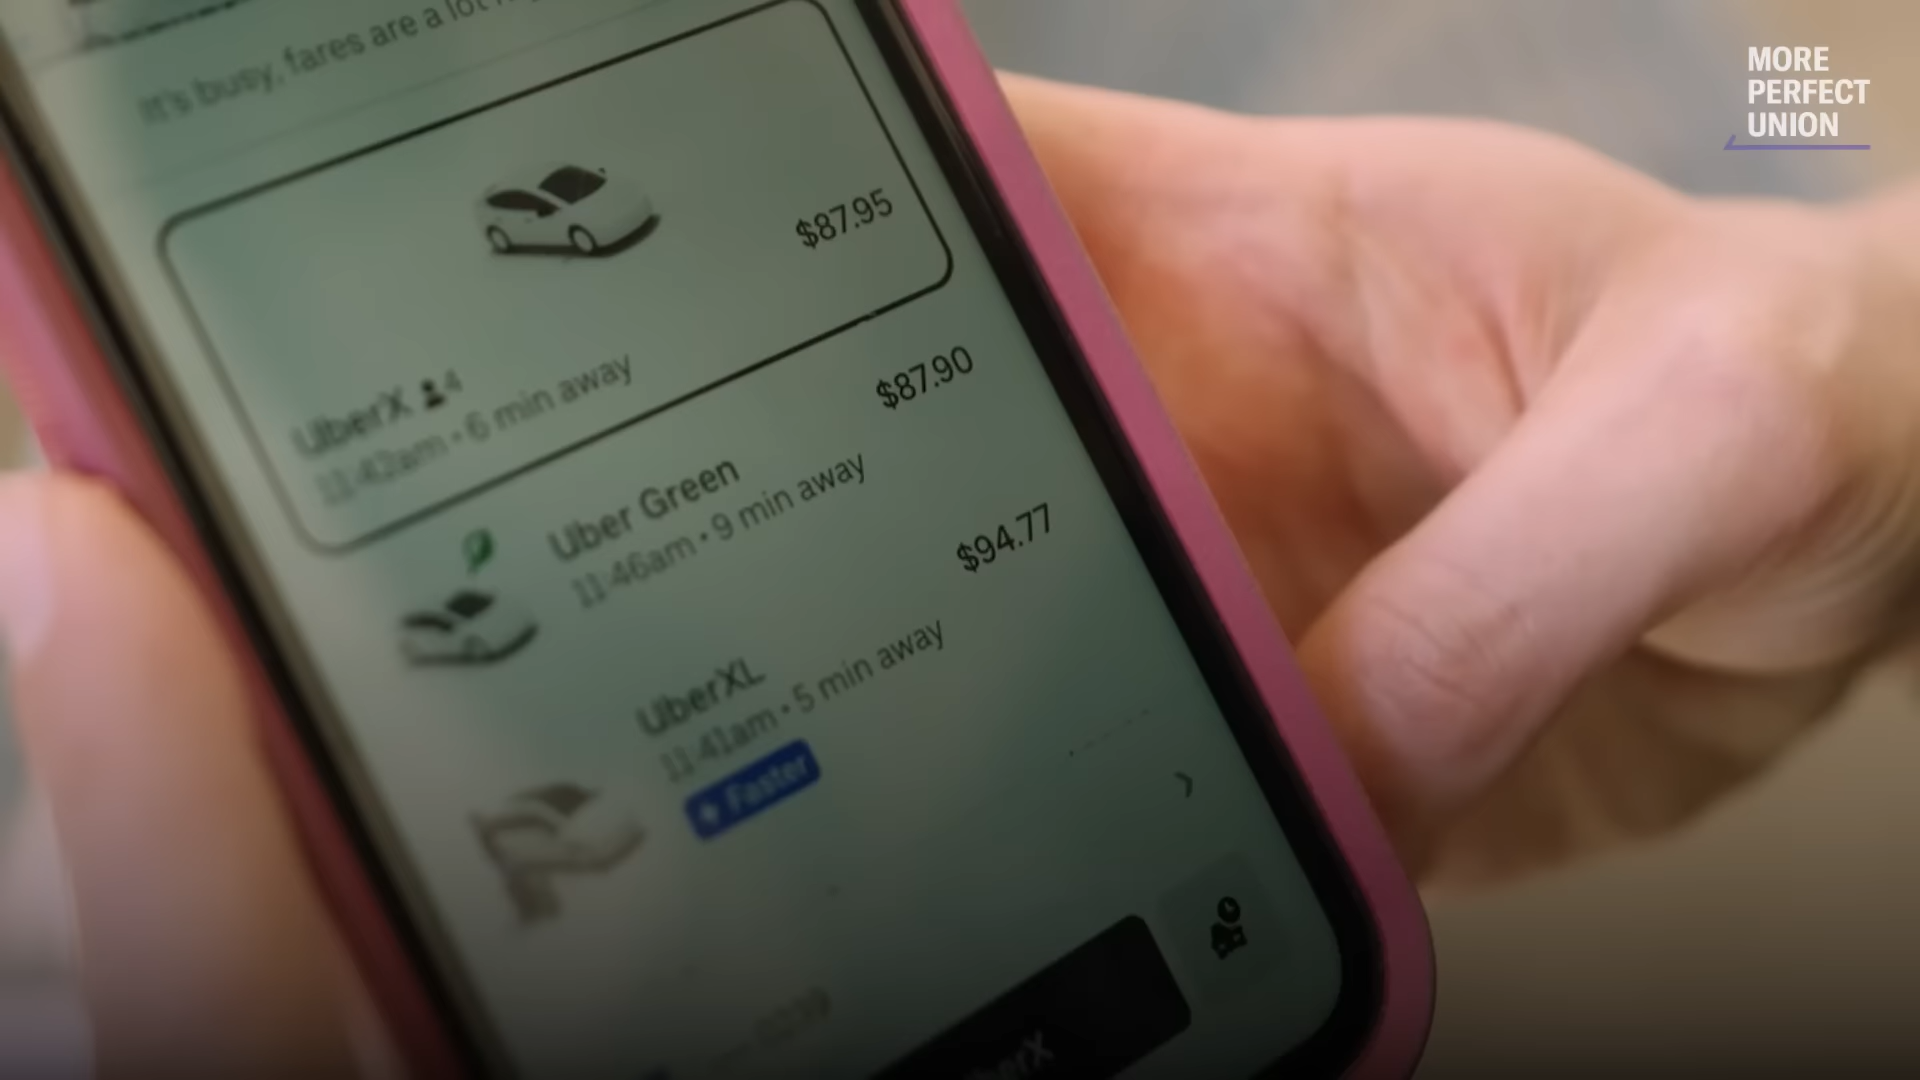 MORE
PERFECT
UNION
It's busy, fares are a lot
$87.95
UberX 4
11:42am • 6 min away
$87.90
Uber Green
11:46am • 9 min away
$94.77
UberXL
11:41am • 5 min away
Faster